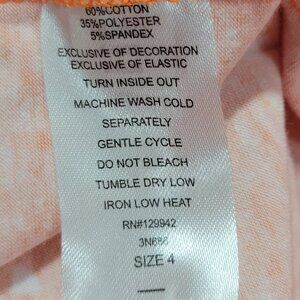 60%COTTON
35%POLYESTER
5%SPANDEX
EXCLUSIVE OF DECORATION
EXCLUSIVE OF ELASTIC
TURN INSIDE OUT
MACHINE WASH COLD
SEPARATELY
GENTLE CYCLE
DO NOT BLEACH
TUMBLE DRY LOW
IRON LOW HEAT
RN#129942
3N686
SIZE 4